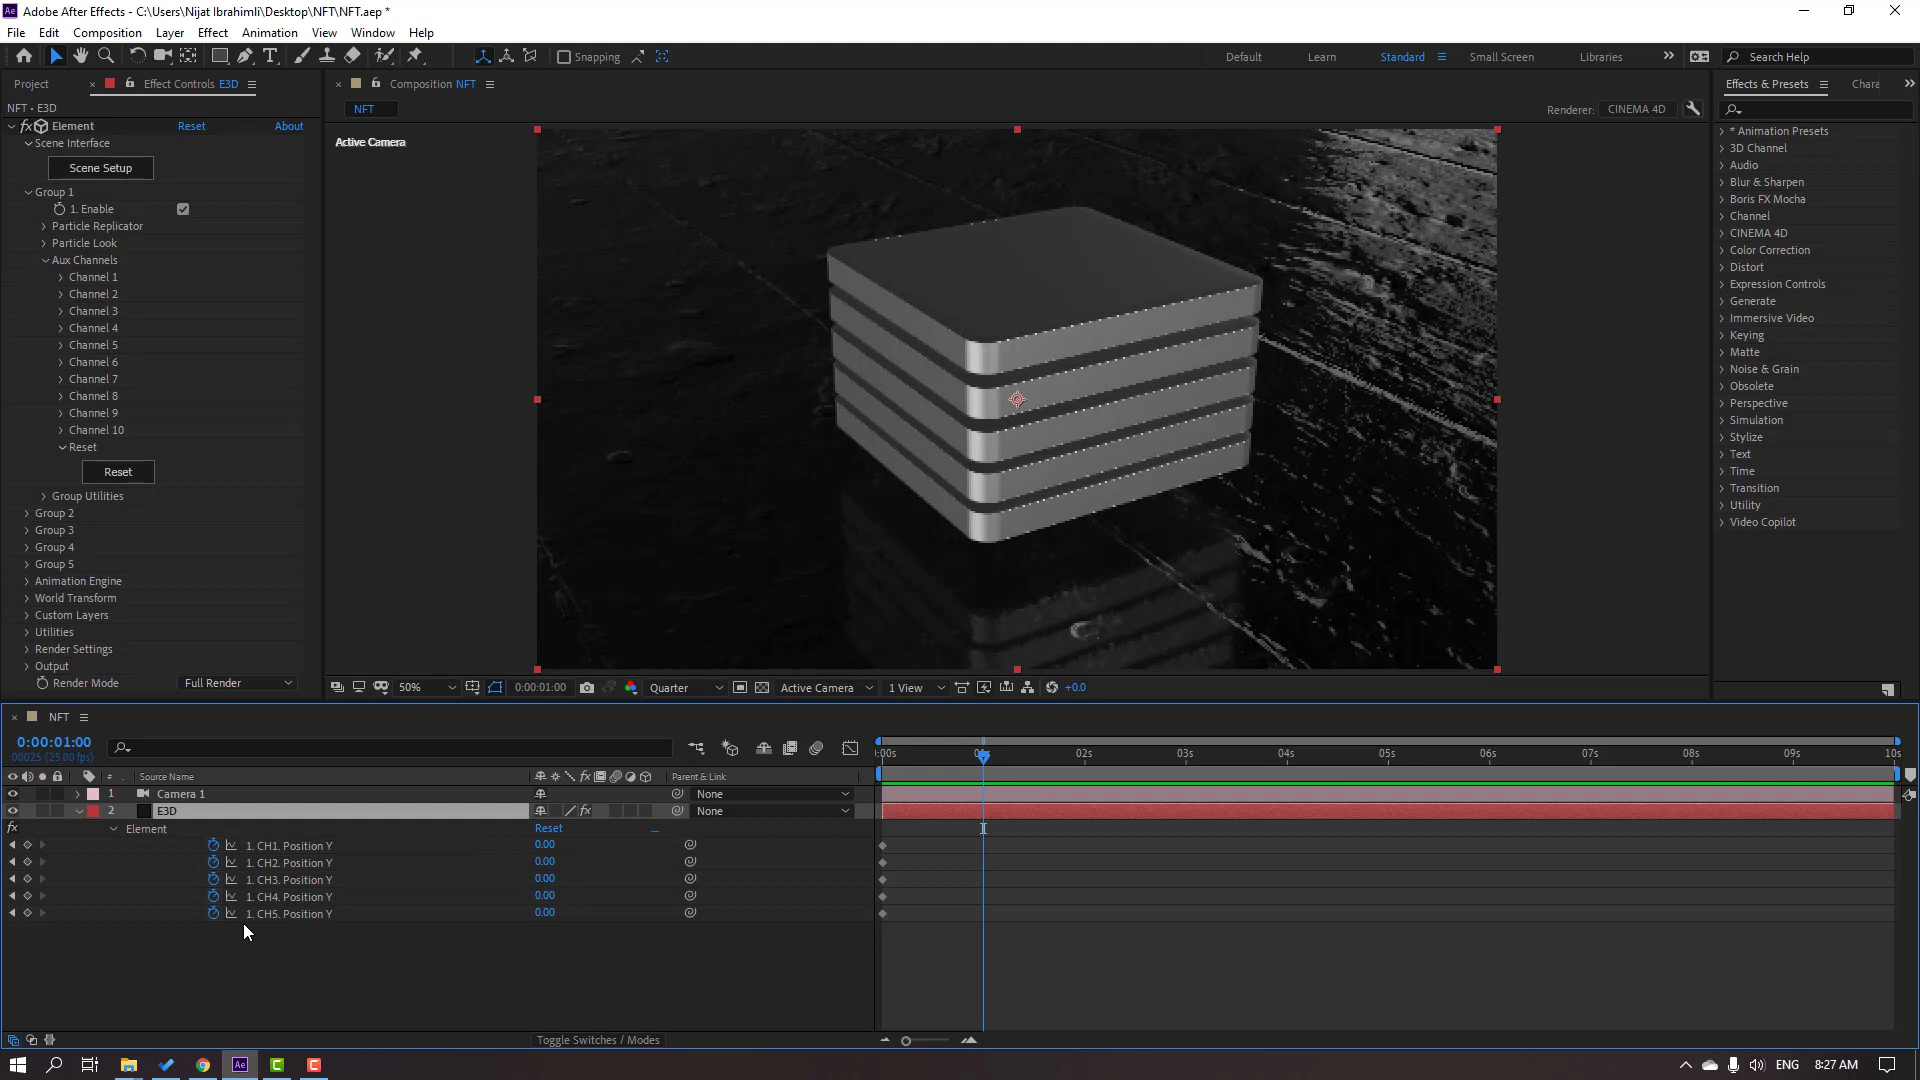 Adobe After Effects - C:\Users\Nijat Ibrahimli\Desktop\NFT\NFT.aep *
File Edit Composition Layer Effect Animation View Window Help
Snapping
Default Learn Standard Small Screen Libraries
Search Help
Project Effect Controls E3D
NFT • E3D
fx Element Reset About
Scene Interface
Scene Setup
Group 1
1. Enable
Particle Replicator
Particle Look
Aux Channels
Channel 1
Channel 2
Channel 3
Channel 4
Channel 5
Channel 6
Channel 7
Channel 8
Channel 9
Channel 10
Reset
Reset
Group Utilities
Group 2
Group 3
Group 4
Group 5
Animation Engine
World Transform
Custom Layers
Utilities
Render Settings
Output
Render Mode Full Render
Composition NFT
NFT
Renderer: CINEMA 4D
Active Camera
50% 0:00:01:00 Quarter Active Camera 1 View +0.0
Effects & Presets Chara
* Animation Presets
3D Channel
Audio
Blur & Sharpen
Boris FX Mocha
Channel
CINEMA 4D
Color Correction
Distort
Expression Controls
Generate
Immersive Video
Keying
Matte
Noise & Grain
Obsolete
Perspective
Simulation
Stylize
Text
Time
Transition
Utility
Video Copilot
NFT
0:00:01:00
00025 (25.00 fps)
:00s 02s 03s 04s 05s 06s 07s 08s 09s 10s
# Source Name Parent & Link
1 Camera 1 None
2 E3D None
fx Element Reset
1. CH1. Position Y 0.00
1. CH2. Position Y 0.00
1. CH3. Position Y 0.00
1. CH4. Position Y 0.00
1. CH5. Position Y 0.00
Toggle Switches / Modes
Ae ENG 8:27 AM